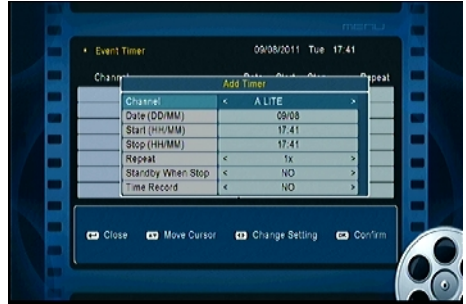 menu
Event Timer 09/08/2011 Tue 17:41
Add Timer
Channel < A LITE >
Date (DD/MM) 09/08
Start (HH/MM) 17:41
Stop (HH/MM) 17:41
Repeat < 1x >
Standby When Stop < NO >
Time Record < NO >
Close Move Cursor Change Setting OK Confirm